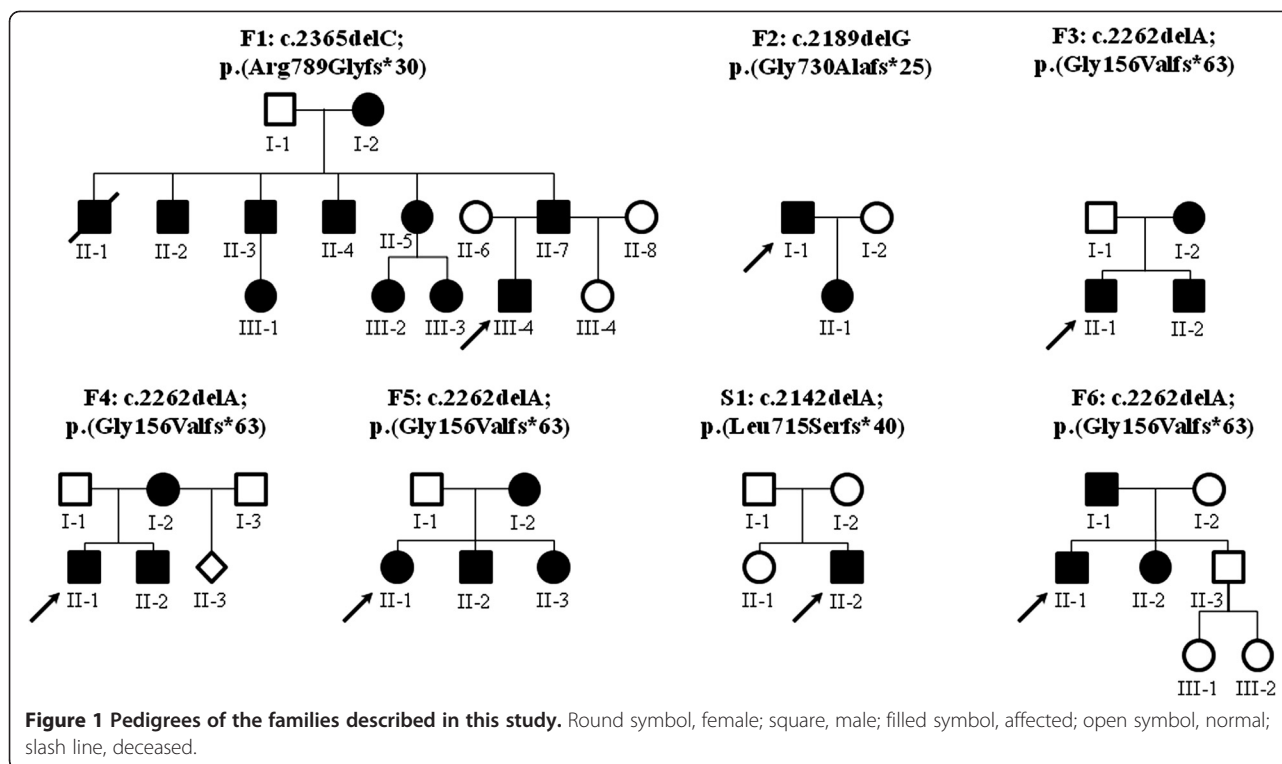 F1: c.2365delC;
p.(Arg789Glyfs*30)
I-1 I-2
II-1 II-2 II-3 II-4 II-5 II-6 II-7 II-8
III-1 III-2 III-3 III-4 III-4
F2: c.2189delG
p.(Gly730Alafs*25)
I-1 I-2
II-1
F3: c.2262delA;
p.(Gly156Valfs*63)
I-1 I-2
II-1 II-2
F4: c.2262delA;
p.(Gly156Valfs*63)
I-1 I-2 I-3
II-1 II-2 II-3
F5: c.2262delA;
p.(Gly156Valfs*63)
I-1 I-2
II-1 II-2 II-3
S1: c.2142delA;
p.(Leu715Serfs*40)
I-1 I-2
II-1 II-2
F6: c.2262delA;
p.(Gly156Valfs*63)
I-1 I-2
II-1 II-2 II-3
III-1 III-2
Figure 1 Pedigrees of the families described in this study. Round symbol, female; square, male; filled symbol, affected; open symbol, normal;
slash line, deceased.